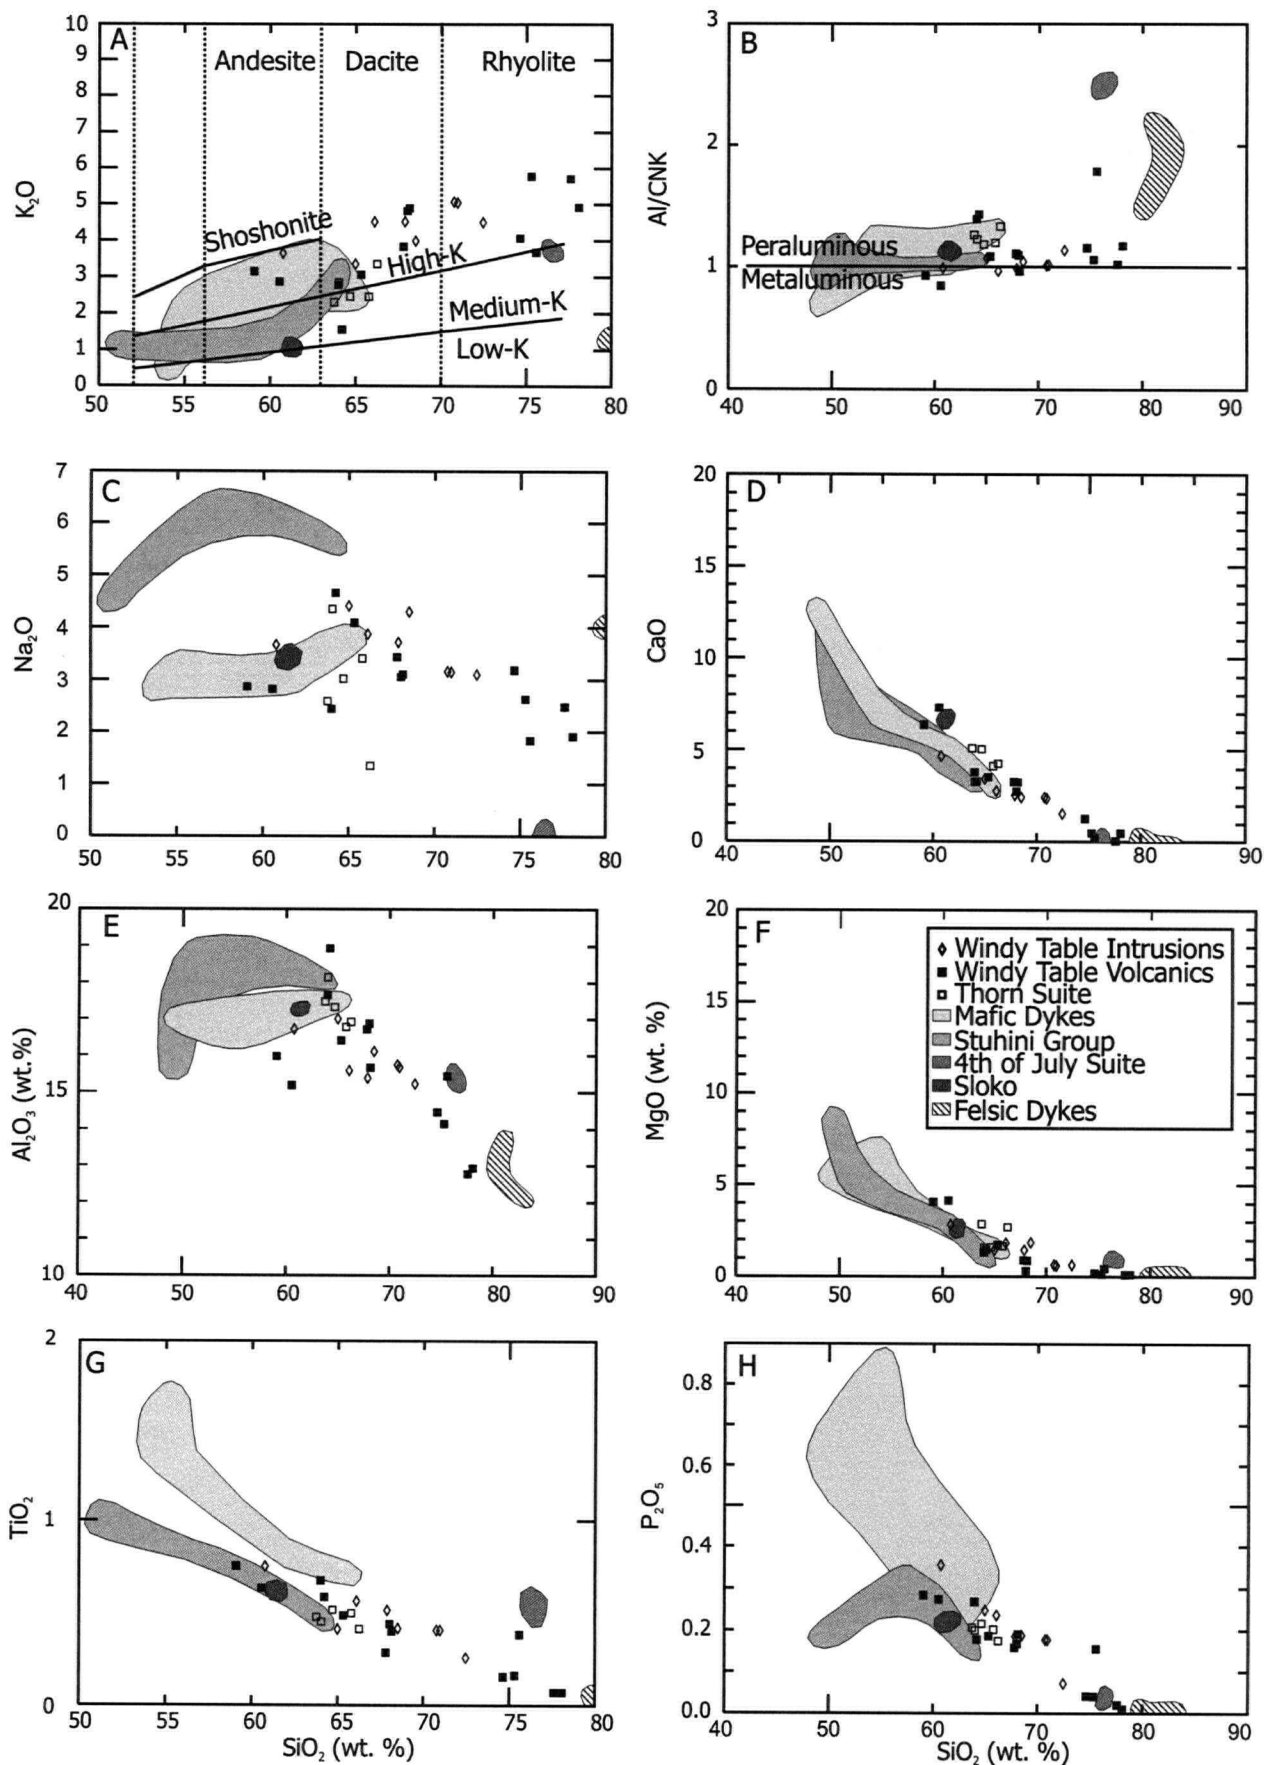 A
Andesite
Dacite
Rhyolite
Shoshonite
High-K
Medium-K
Low-K
K₂O
10
9
8
7
6
5
4
3
2
1
0
50
55
60
65
70
75
80
B
Peraluminous
Metaluminous
Al/CNK
3
2
1
0
40
50
60
70
80
90
C
Na₂O
7
6
5
4
3
2
1
0
50
55
60
65
70
75
80
D
CaO
20
15
10
5
0
40
50
60
70
80
90
E
Al₂O₃ (wt.%)
20
15
10
40
50
60
70
80
90
F
MgO (wt. %)
20
15
10
5
0
40
50
60
70
80
90
Windy Table Intrusions
Windy Table Volcanics
Thorn Suite
Mafic Dykes
Stuhini Group
4th of July Suite
Sloko
Felsic Dykes
G
TiO₂
2
1
0
50
55
60
65
70
75
80
SiO₂ (wt. %)
H
P₂O₅
0.8
0.6
0.4
0.2
0.0
40
50
60
70
80
90
SiO₂ (wt. %)